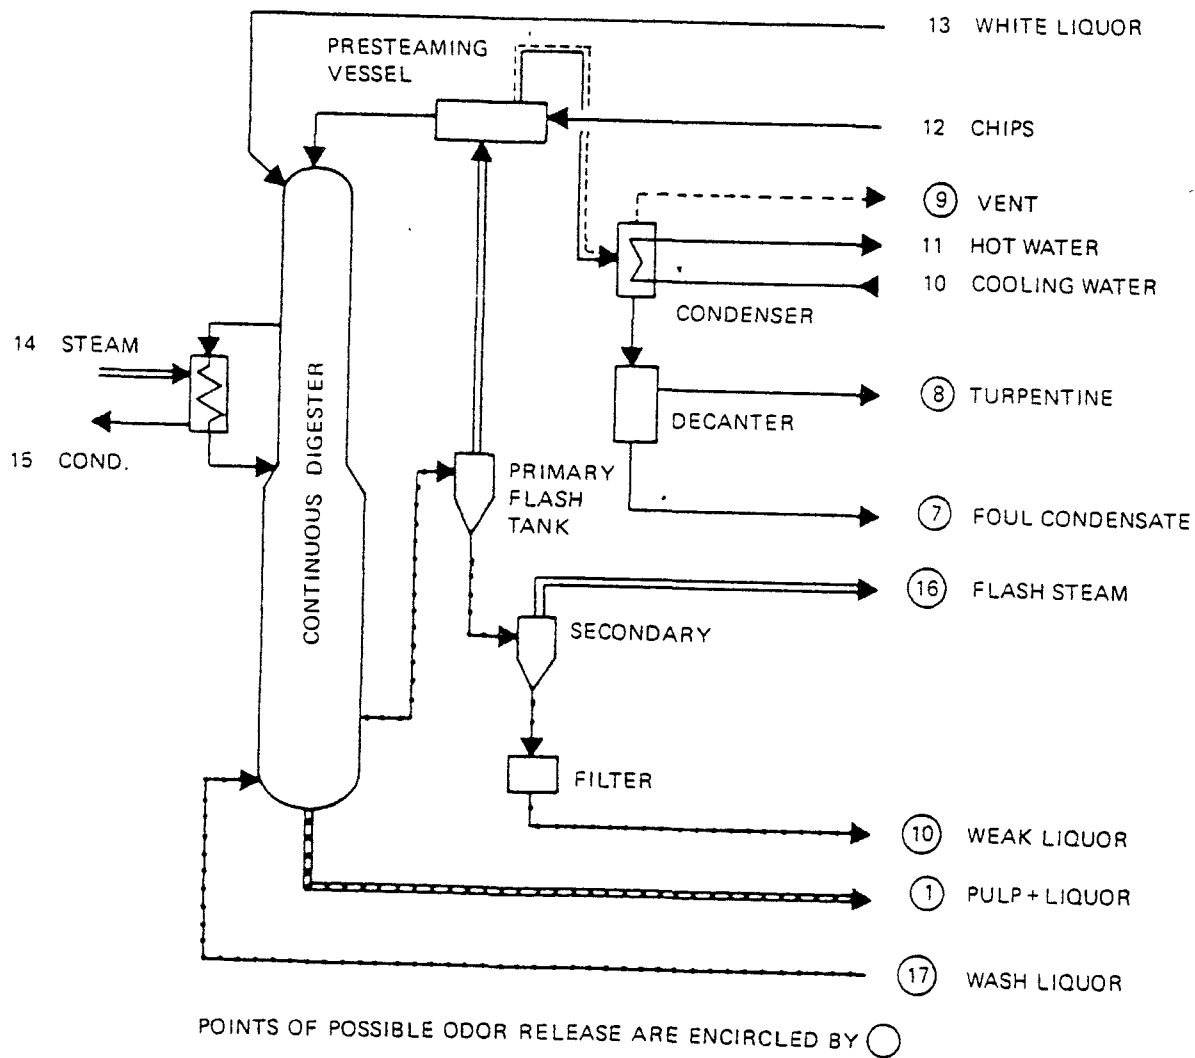 13 WHITE LIQUOR
PRESTEAMING
VESSEL
12 CHIPS
9 VENT
11 HOT WATER
10 COOLING WATER
CONDENSER
14 STEAM
8 TURPENTINE
DECANTER
15 COND.
CONTINUOUS DIGESTER
PRIMARY
FLASH
TANK
7 FOUL CONDENSATE
16 FLASH STEAM
SECONDARY
FILTER
10 WEAK LIQUOR
1 PULP + LIQUOR
17 WASH LIQUOR
POINTS OF POSSIBLE ODOR RELEASE ARE ENCIRCLED BY